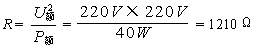 R = U额² / P额 = 220V × 220V / 40W = 1210 Ω